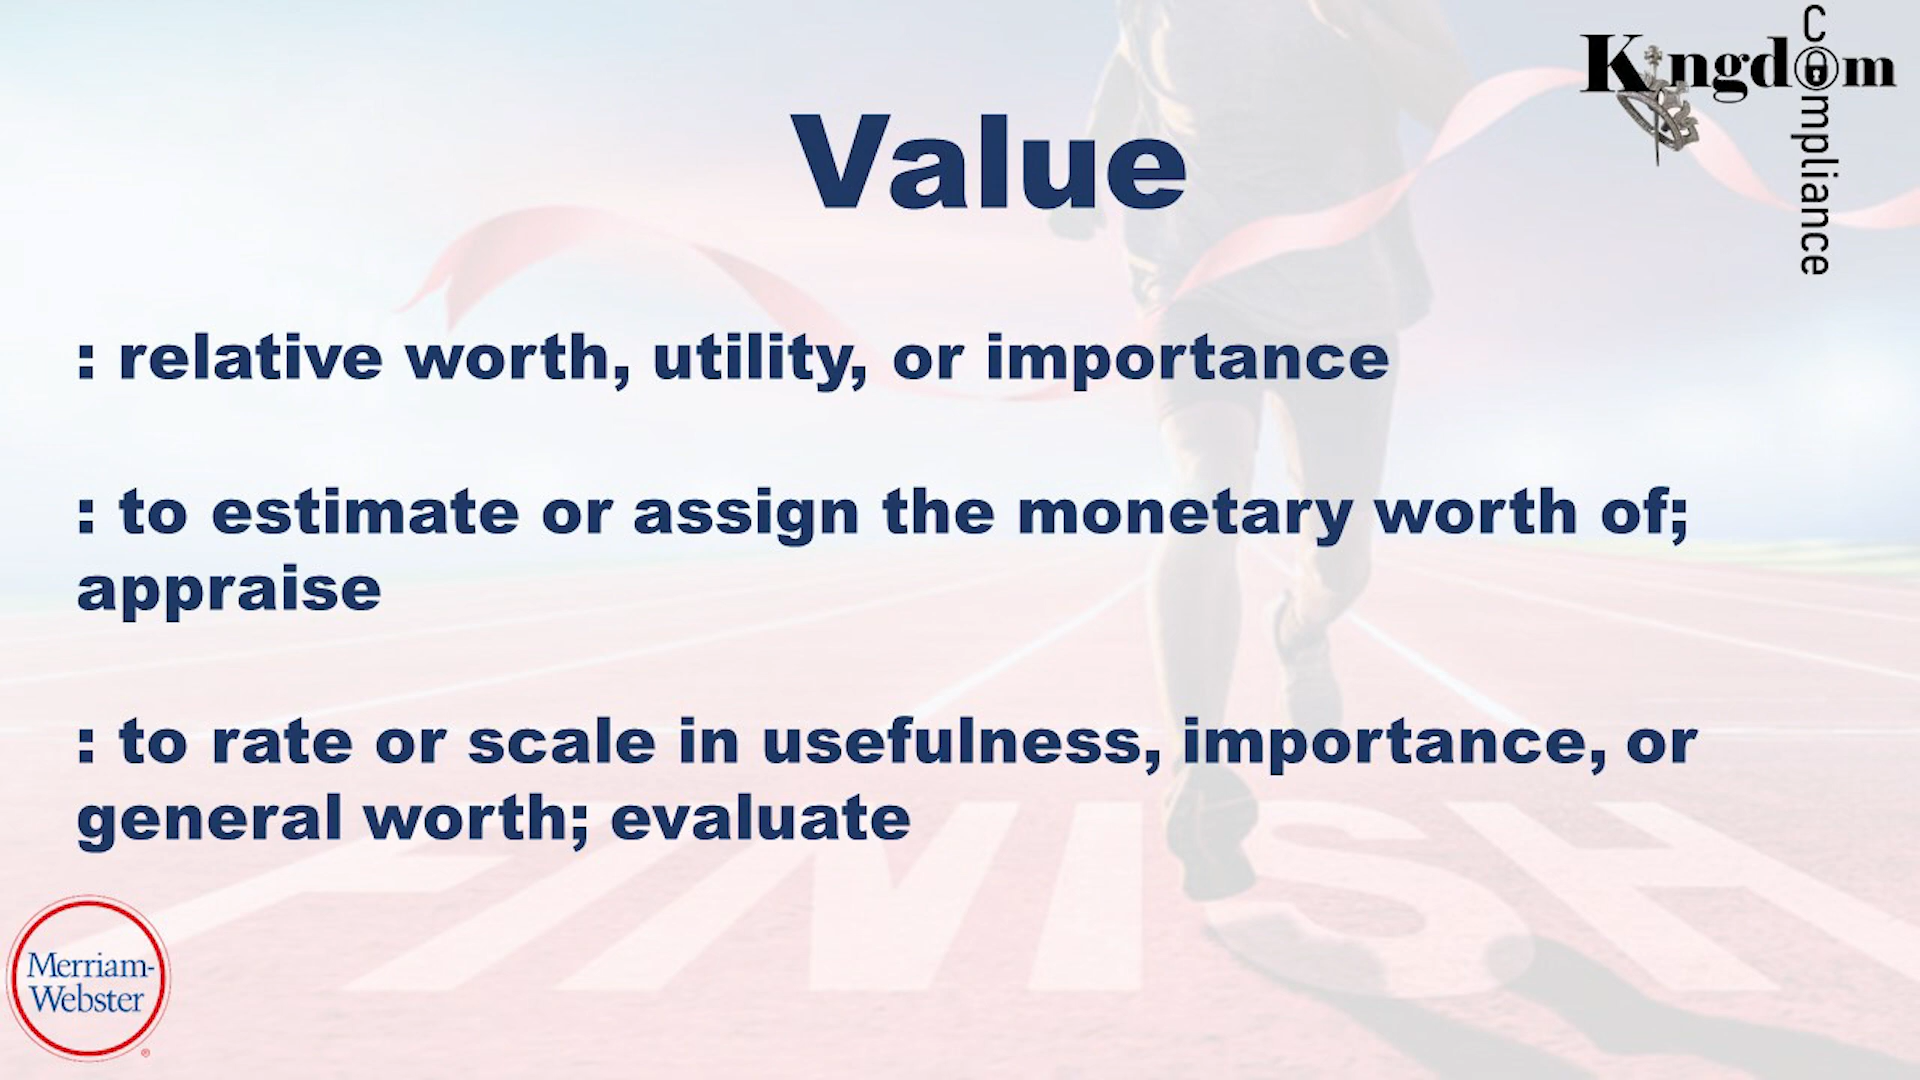 Kingdom
Compliance
Value
: relative worth, utility, or importance
: to estimate or assign the monetary worth of;
appraise
: to rate or scale in usefulness, importance, or
general worth; evaluate
FINISH
Merriam-
Webster
®